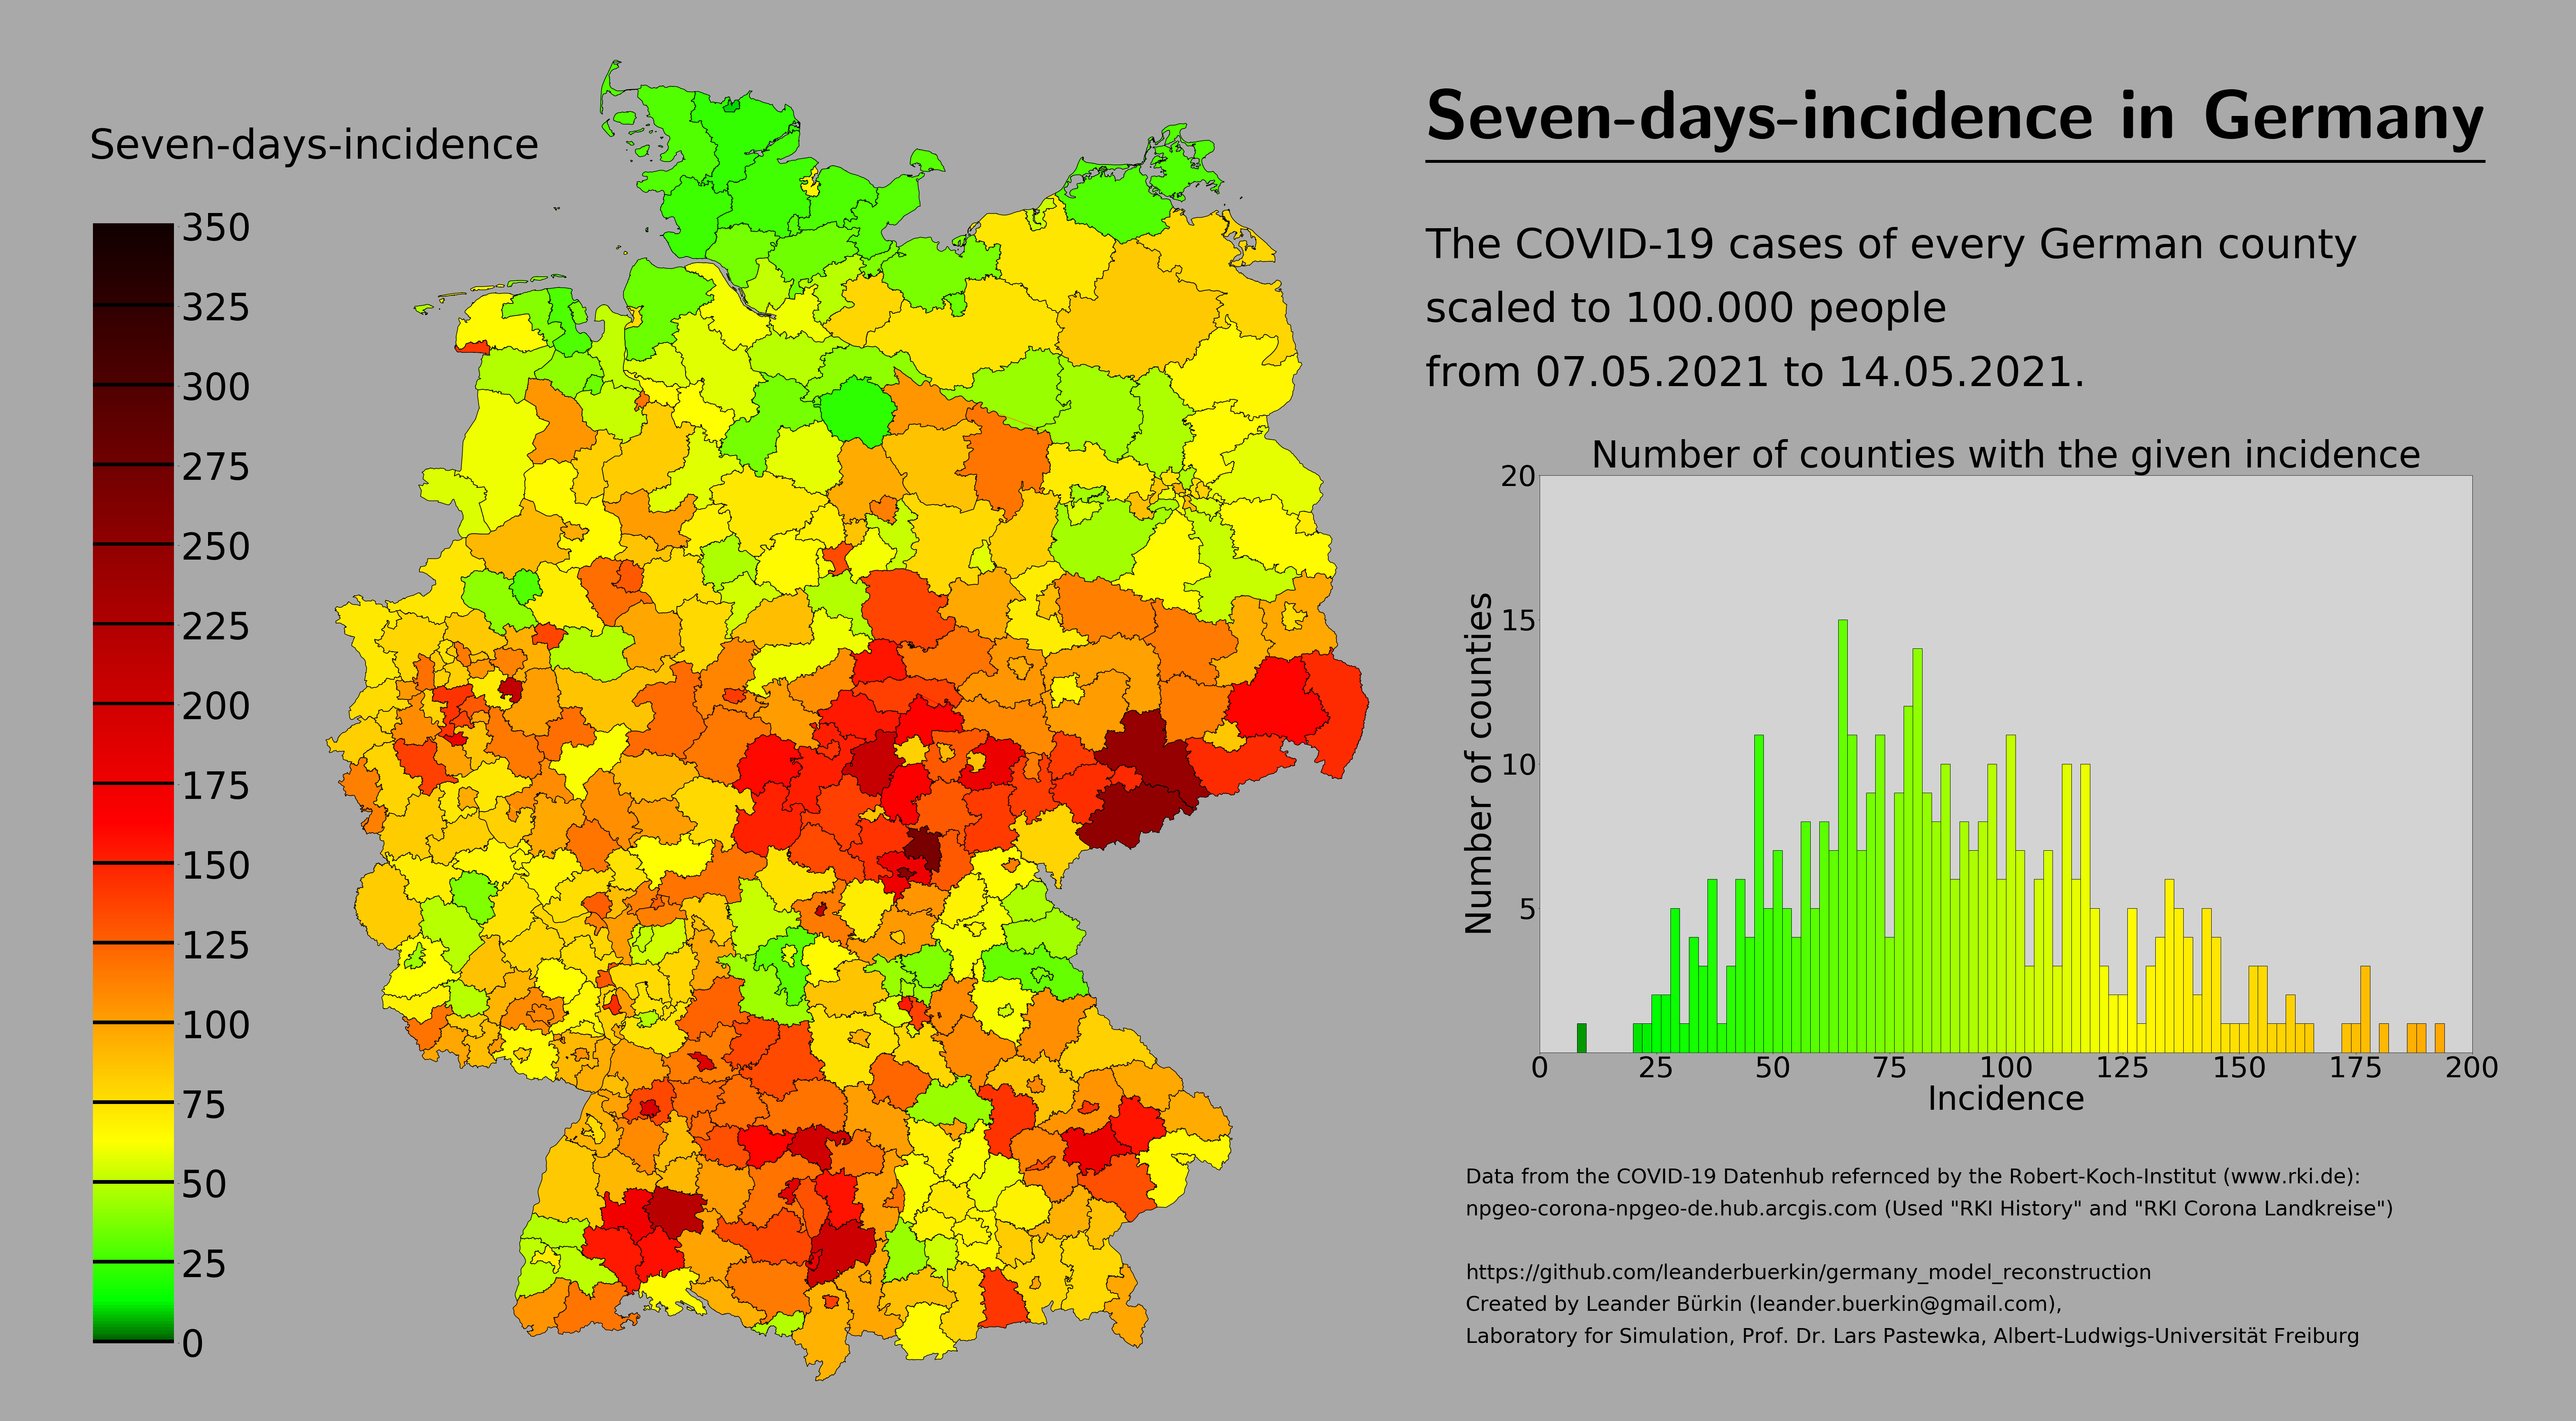 Seven-days-incidence
350
325
300
275
250
225
200
175
150
125
100
75
50
25
0
Seven-days-incidence in Germany
The COVID-19 cases of every German county
scaled to 100.000 people
from 07.05.2021 to 14.05.2021.
Number of counties with the given incidence
20
15
10
5
Number of counties
0 25 50 75 100 125 150 175 200
Incidence
Data from the COVID-19 Datenhub refernced by the Robert-Koch-Institut (www.rki.de):
npgeo-corona-npgeo-de.hub.arcgis.com (Used "RKI History" and "RKI Corona Landkreise")
https://github.com/leanderbuerkin/germany_model_reconstruction
Created by Leander Bürkin (leander.buerkin@gmail.com),
Laboratory for Simulation, Prof. Dr. Lars Pastewka, Albert-Ludwigs-Universität Freiburg